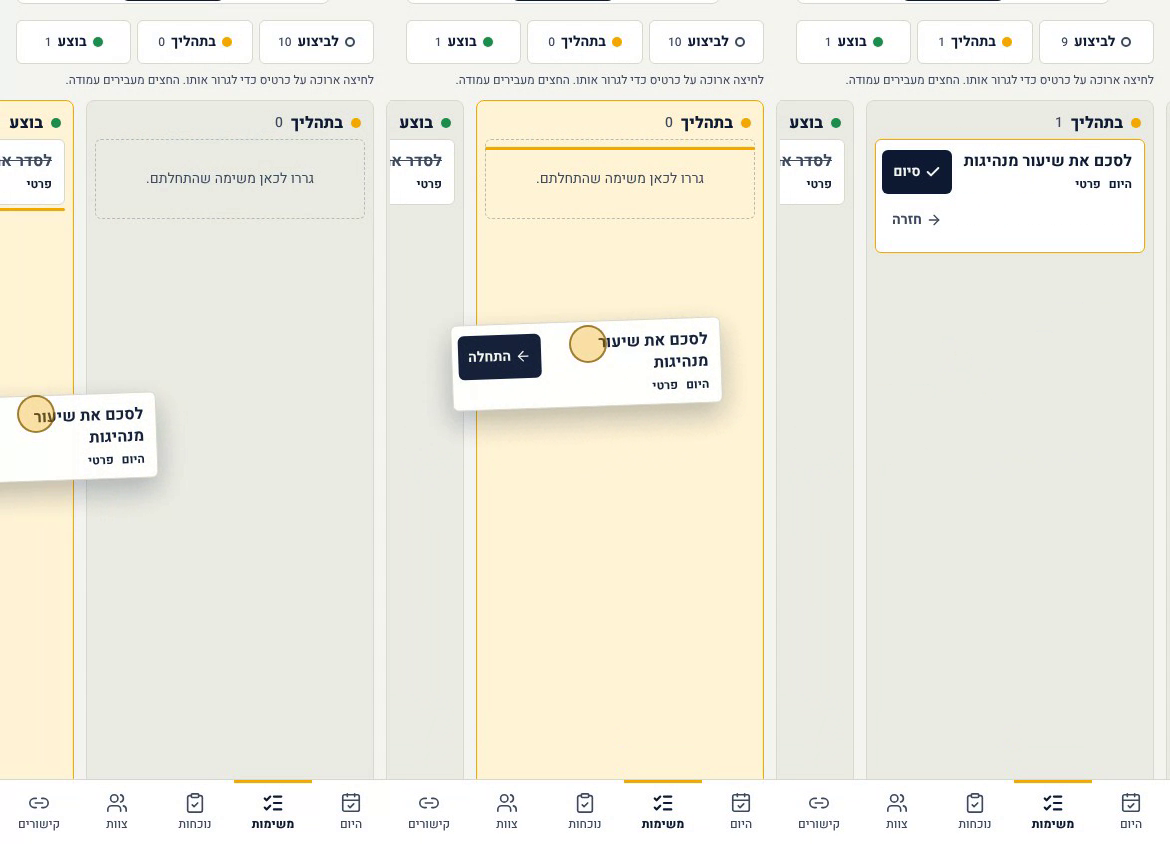 לביצוע 10
בתהליך 0
בוצע 1
לחיצה ארוכה על כרטיס כדי לגרור אותו. החצים מעבירים עמודה.
בתהליך 0
גררו לכאן משימה שהתחלתם.
בוצע
לסדר א
פרטי
לסכם את שיעור
מנהיגות
היום פרטי
היום
משימות
נוכחות
צוות
קישורים
לביצוע 10
בתהליך 0
בוצע 1
לחיצה ארוכה על כרטיס כדי לגרור אותו. החצים מעבירים עמודה.
בתהליך 0
גררו לכאן משימה שהתחלתם.
בוצע
לסדר א
פרטי
לסכם את שיעור
מנהיגות
היום פרטי
התחלה
היום
משימות
נוכחות
צוות
קישורים
לביצוע 9
בתהליך 1
בוצע 1
לחיצה ארוכה על כרטיס כדי לגרור אותו. החצים מעבירים עמודה.
בתהליך 1
לסכם את שיעור מנהיגות
היום פרטי
סיום
חזרה
בוצע
לסדר א
פרטי
היום
משימות
נוכחות
צוות
קישורים